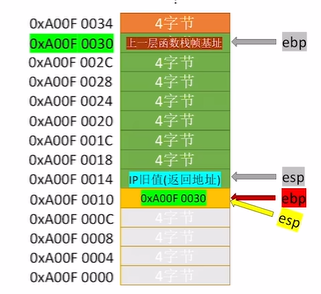 0xA00F 0034 4字节
0xA00F 0030 上一层函数栈帧基址 ebp
0xA00F 002C 4字节
0xA00F 0028 4字节
0xA00F 0024 4字节
0xA00F 0020 4字节
0xA00F 001C 4字节
0xA00F 0018 4字节
0xA00F 0014 IP旧值(返回地址) esp
0xA00F 0010 0xA00F 0030 ebp
esp
0xA00F 000C 4字节
0xA00F 0008 4字节
0xA00F 0004 4字节
0xA00F 0000 4字节